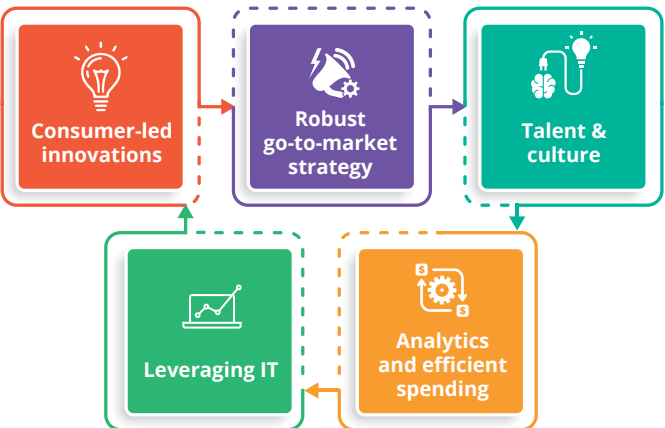 Consumer-led
innovations
Robust
go-to-market
strategy
Talent &
culture
Leveraging IT
$
Analytics
and efficient
spending
$